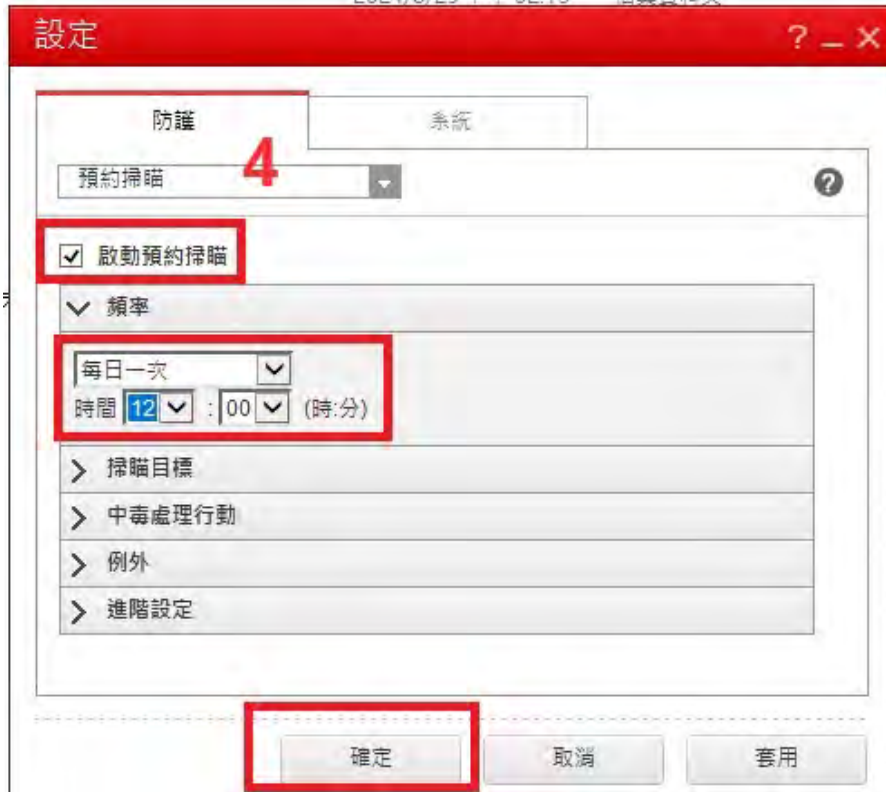 設定
? _ X
防護 系統
4
預約掃瞄
?
啟動預約掃瞄
頻率
每日一次
時間 12 : 00 (時:分)
掃瞄目標
中毒處理行動
例外
進階設定
確定 取消 套用